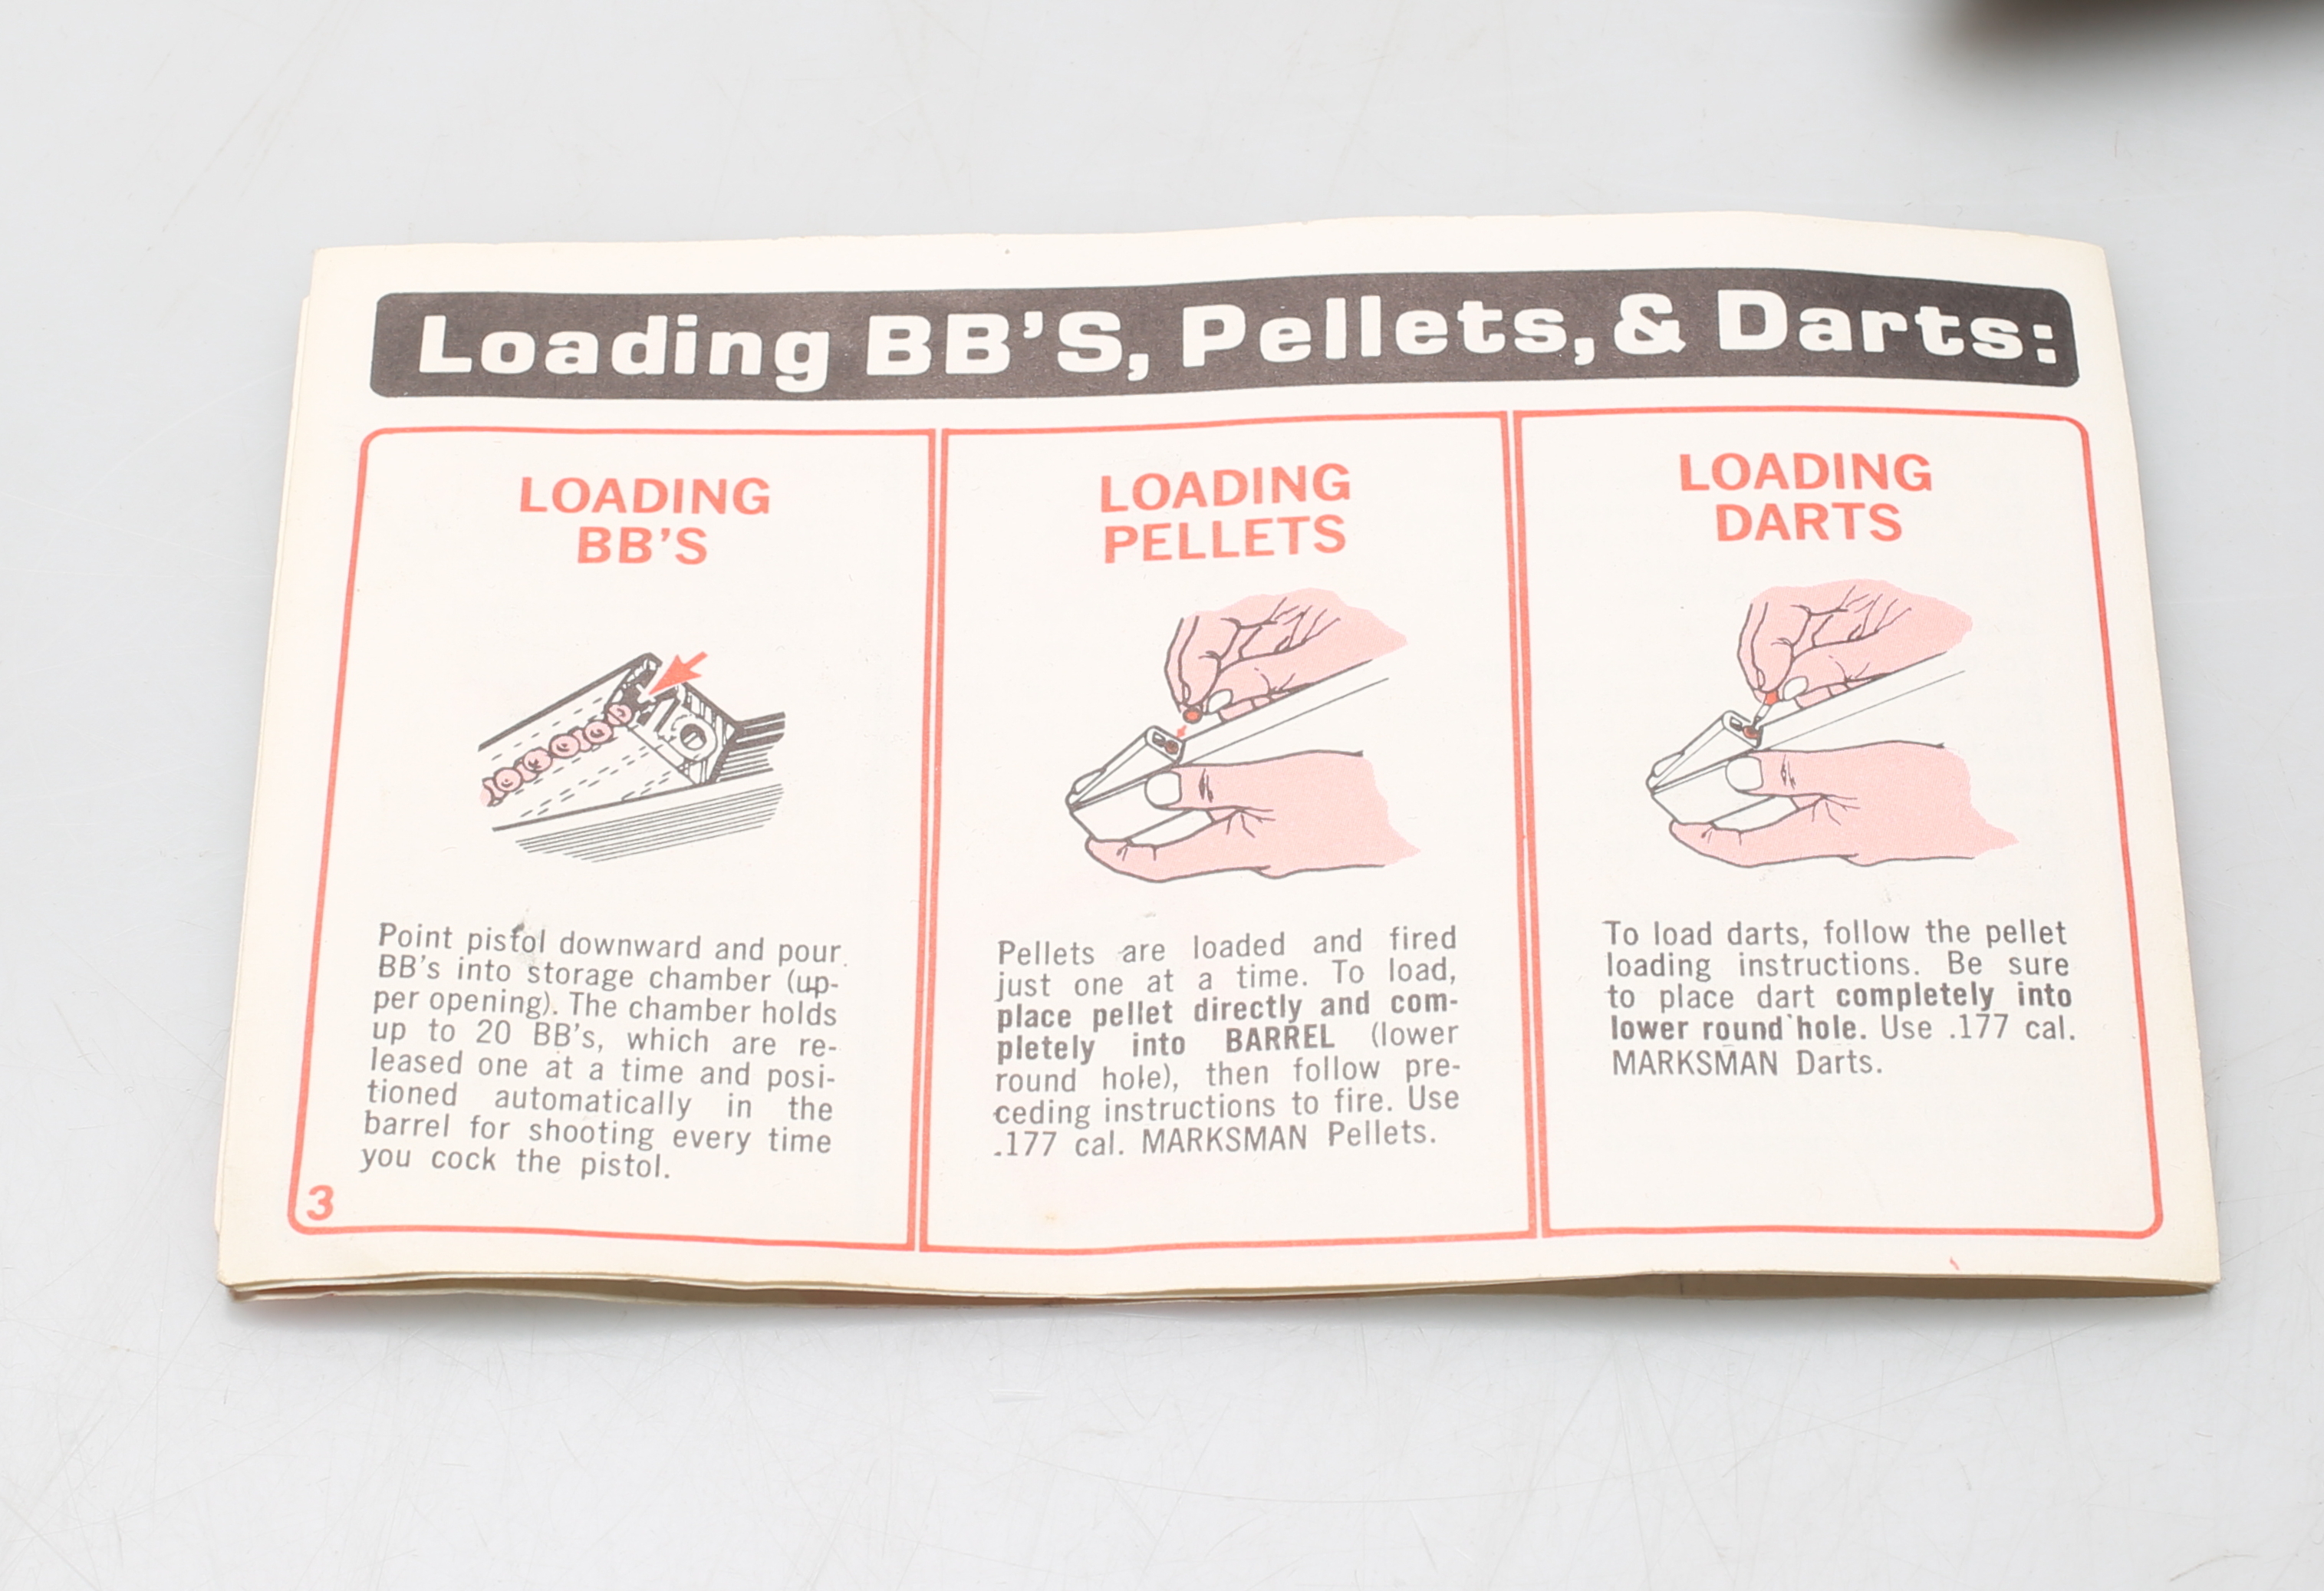 Loading BB'S, Pellets, & Darts:
LOADING
BB'S
Point pistol downward and pour
BB's into storage chamber (up-
per opening). The chamber holds
up to 20 BB's, which are re-
leased one at a time and posi-
tioned automatically in the
barrel for shooting every time
you cock the pistol.
3
LOADING
PELLETS
Pellets are loaded and fired
just one at a time. To load,
place pellet directly and com-
pletely into BARREL (lower
round hole), then follow pre-
ceding instructions to fire. Use
.177 cal. MARKSMAN Pellets.
LOADING
DARTS
To load darts, follow the pellet
loading instructions. Be sure
to place dart completely into
lower round hole. Use .177 cal.
MARKSMAN Darts.